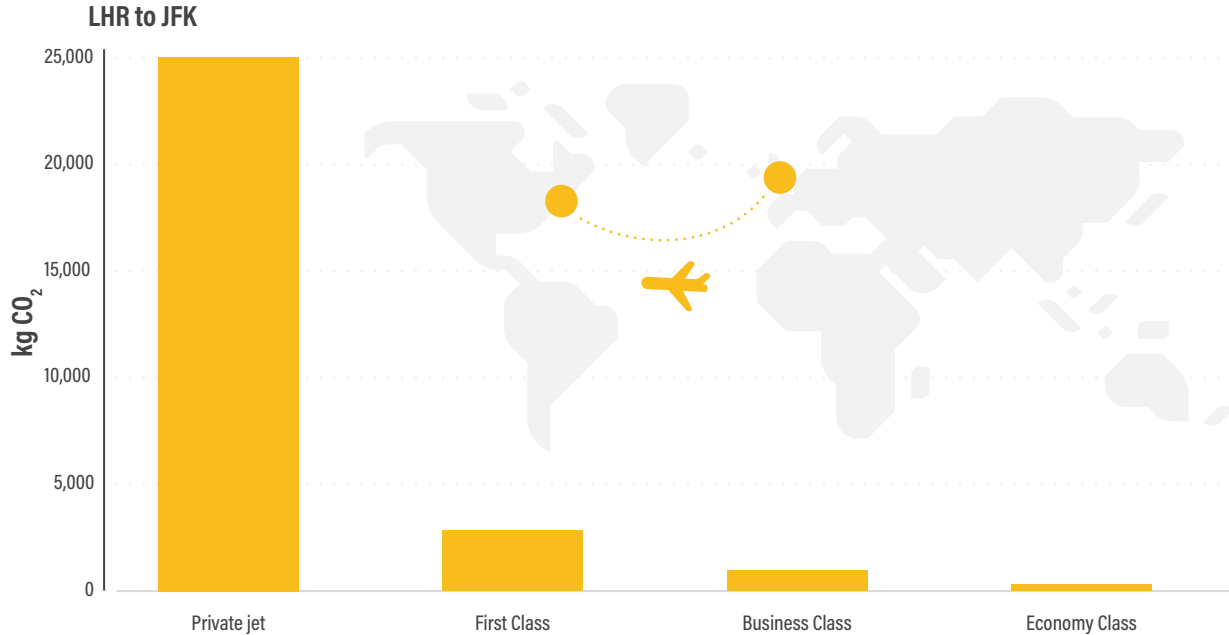 LHR to JFK
25,000
20,000
15,000
10,000
5,000
0
kg CO₂
Private jet
First Class
Business Class
Economy Class